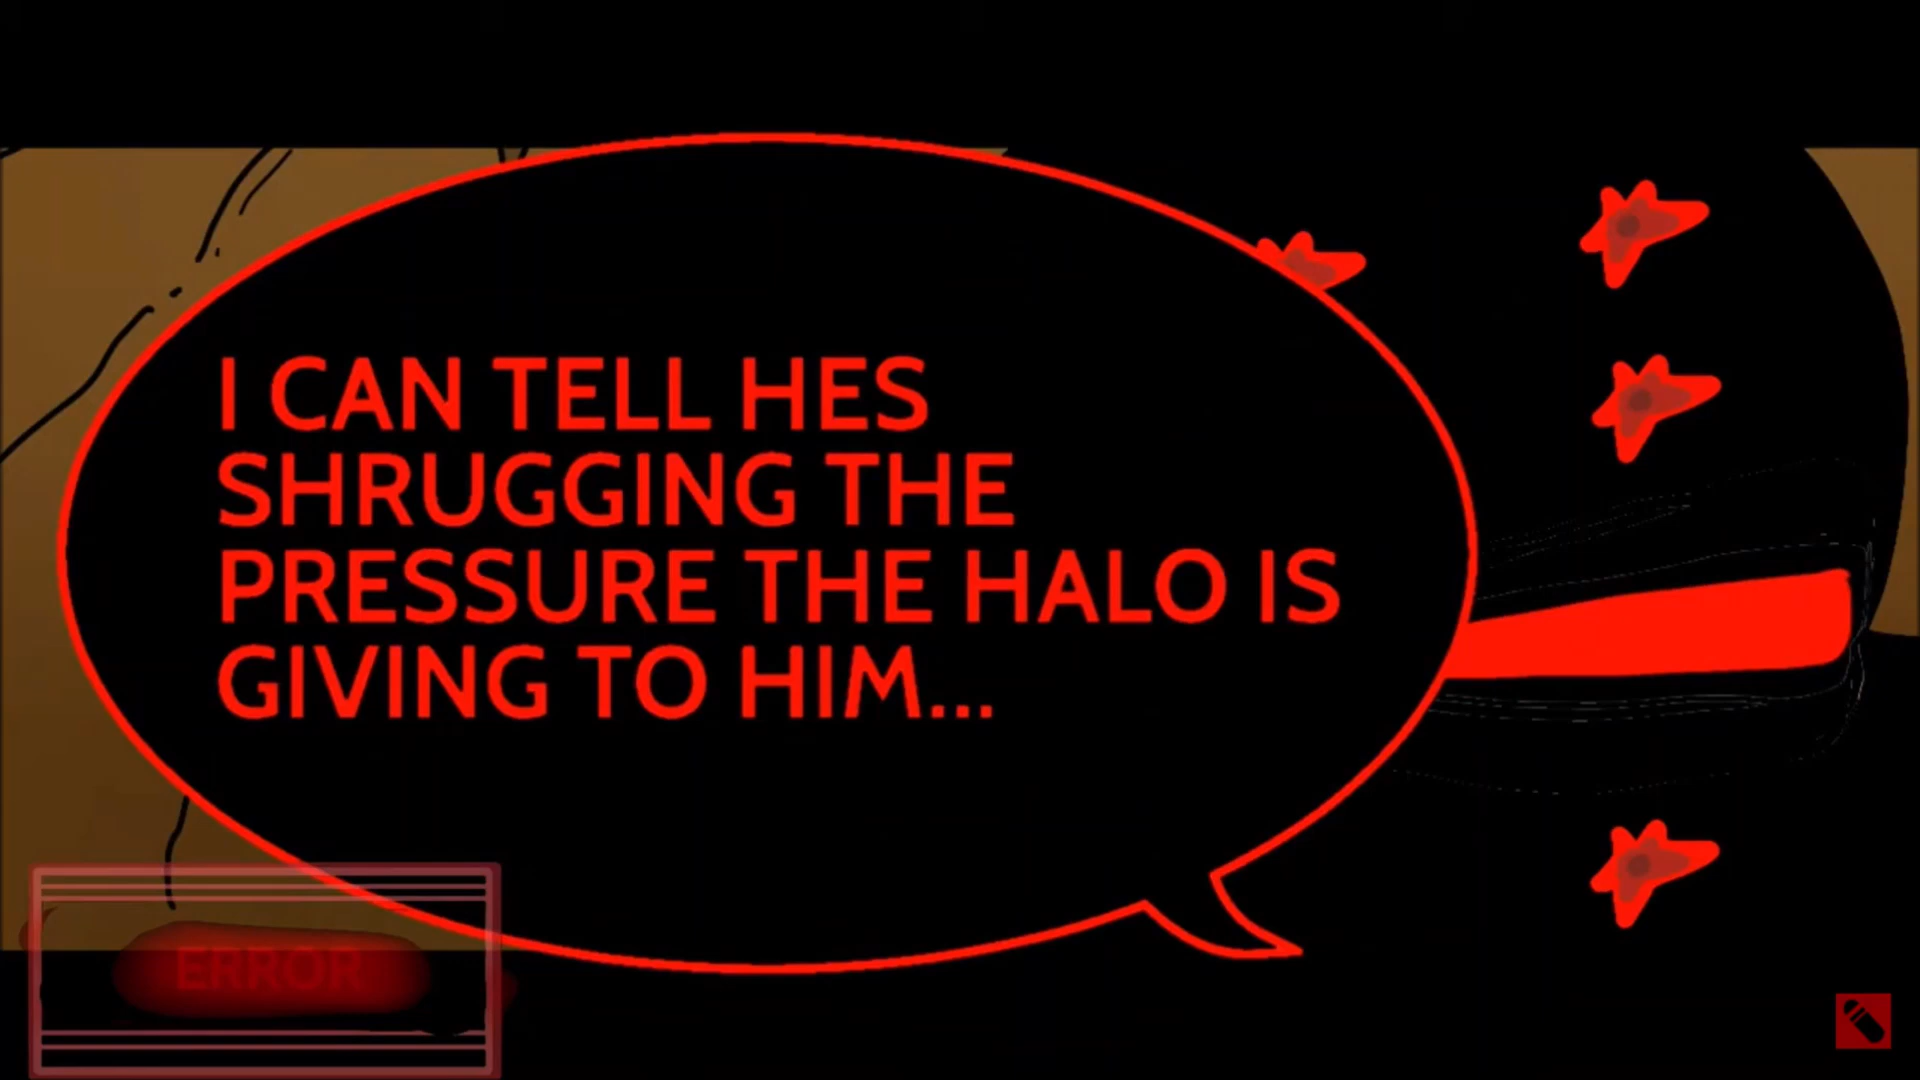 I CAN TELL HES
SHRUGGING THE
PRESSURE THE HALO IS
GIVING TO HIM...
ERROR